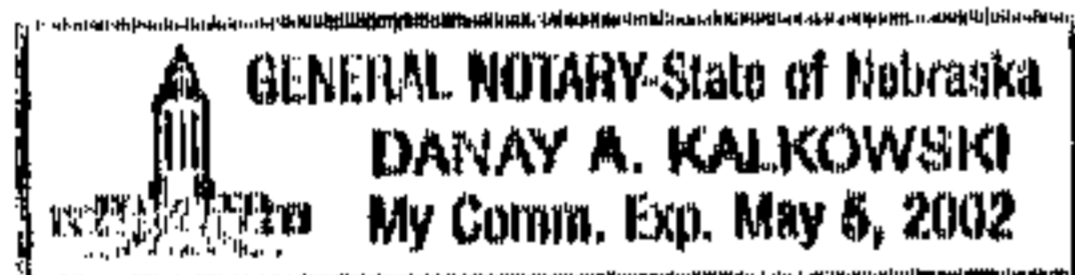 GENERAL NOTARY-State of Nebraska
DANAY A. KALKOWSKI
My Comm. Exp. May 5, 2002